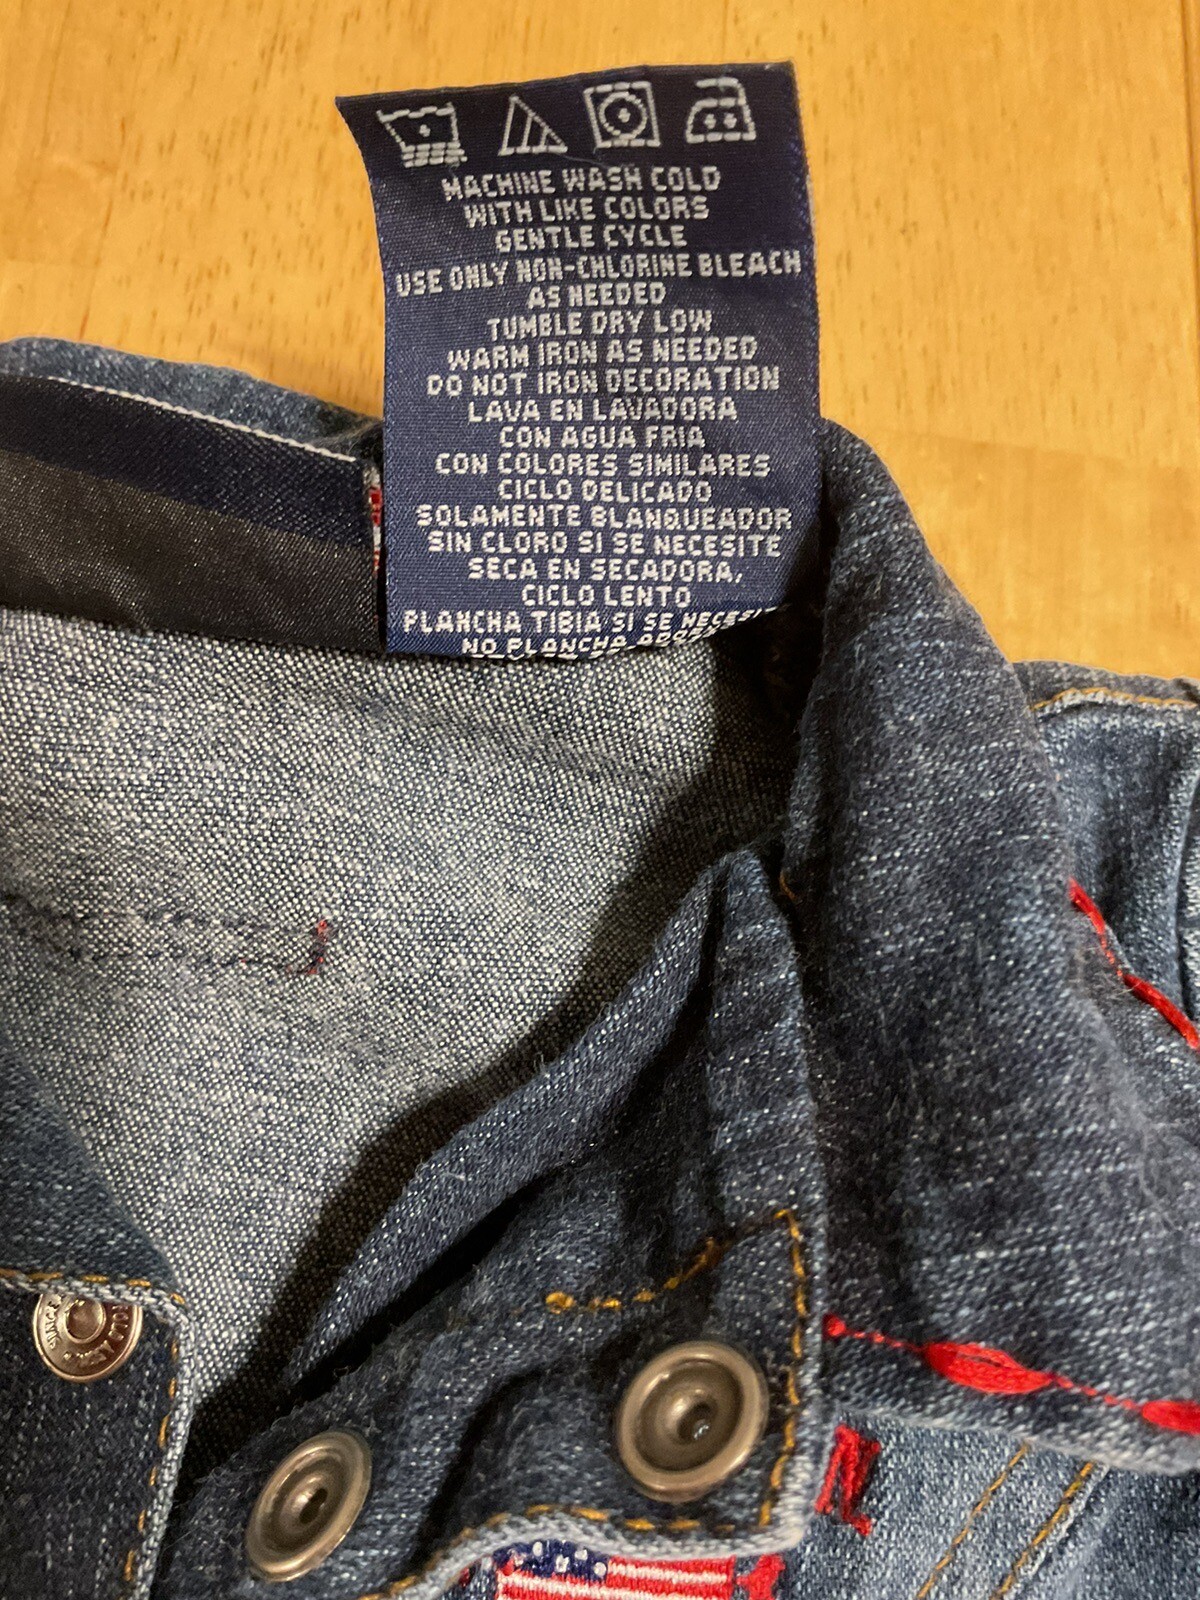 MACHINE WASH COLD
WITH LIKE COLORS
GENTLE CYCLE
USE ONLY NON-CHLORINE BLEACH
AS NEEDED
TUMBLE DRY LOW
WARM IRON AS NEEDED
DO NOT IRON DECORATION
LAVA EN LAVADORA
CON AGUA FRIA
CON COLORES SIMILARES
CICLO DELICADO
SOLAMENTE BLANQUEADOR
SIN CLORO SI SE NECESITE
SECA EN SECADORA,
CICLO LENTO
PLANCHA TIBIA SI SE
NO PLANCHA